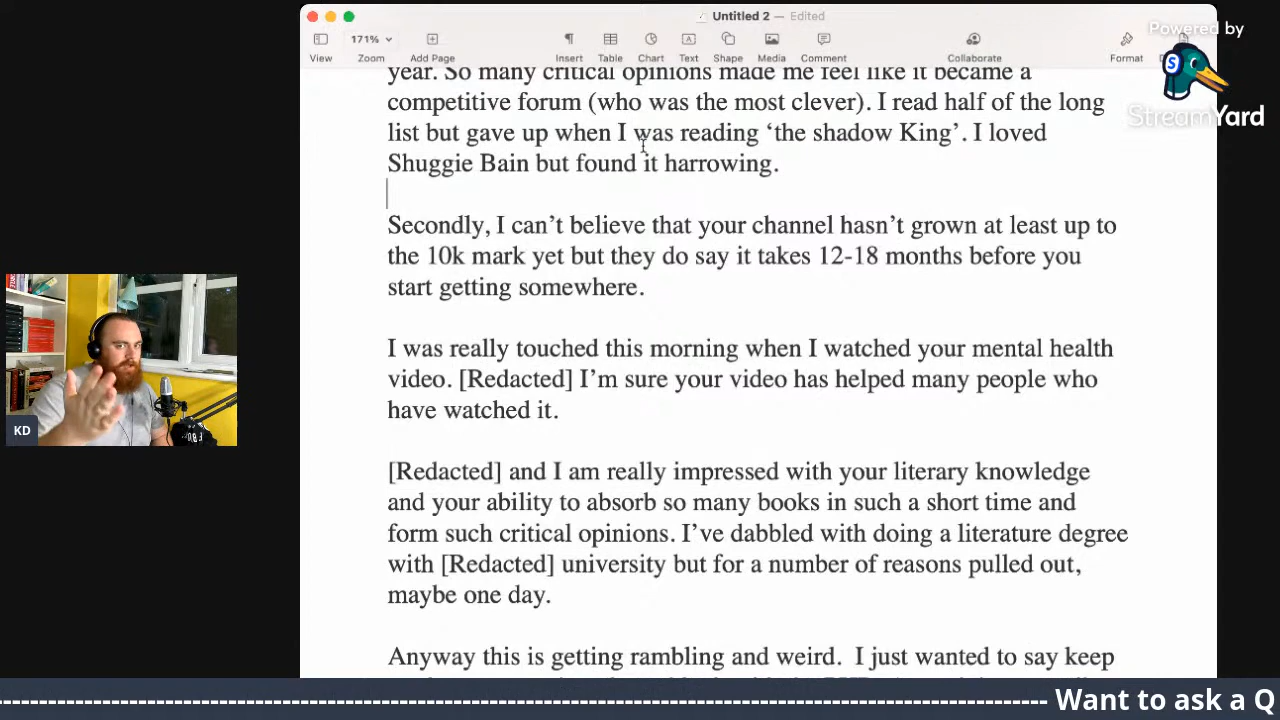 Untitled 2 — Edited
171%
View
Zoom
Add Page
Insert
Table
Chart
Text
Shape
Media
Comment
Collaborate
Format
Powered by
S
StreamYard
year. So many critical opinions made me feel like it became a
competitive forum (who was the most clever). I read half of the long
list but gave up when I was reading ‘the shadow King’. I loved
Shuggie Bain but found it harrowing.
Secondly, I can’t believe that your channel hasn’t grown at least up to
the 10k mark yet but they do say it takes 12-18 months before you
start getting somewhere.
I was really touched this morning when I watched your mental health
video. [Redacted] I’m sure your video has helped many people who
have watched it.
[Redacted] and I am really impressed with your literary knowledge
and your ability to absorb so many books in such a short time and
form such critical opinions. I’ve dabbled with doing a literature degree
with [Redacted] university but for a number of reasons pulled out,
maybe one day.
Anyway this is getting rambling and weird.  I just wanted to say keep
KD
Want to ask a Q